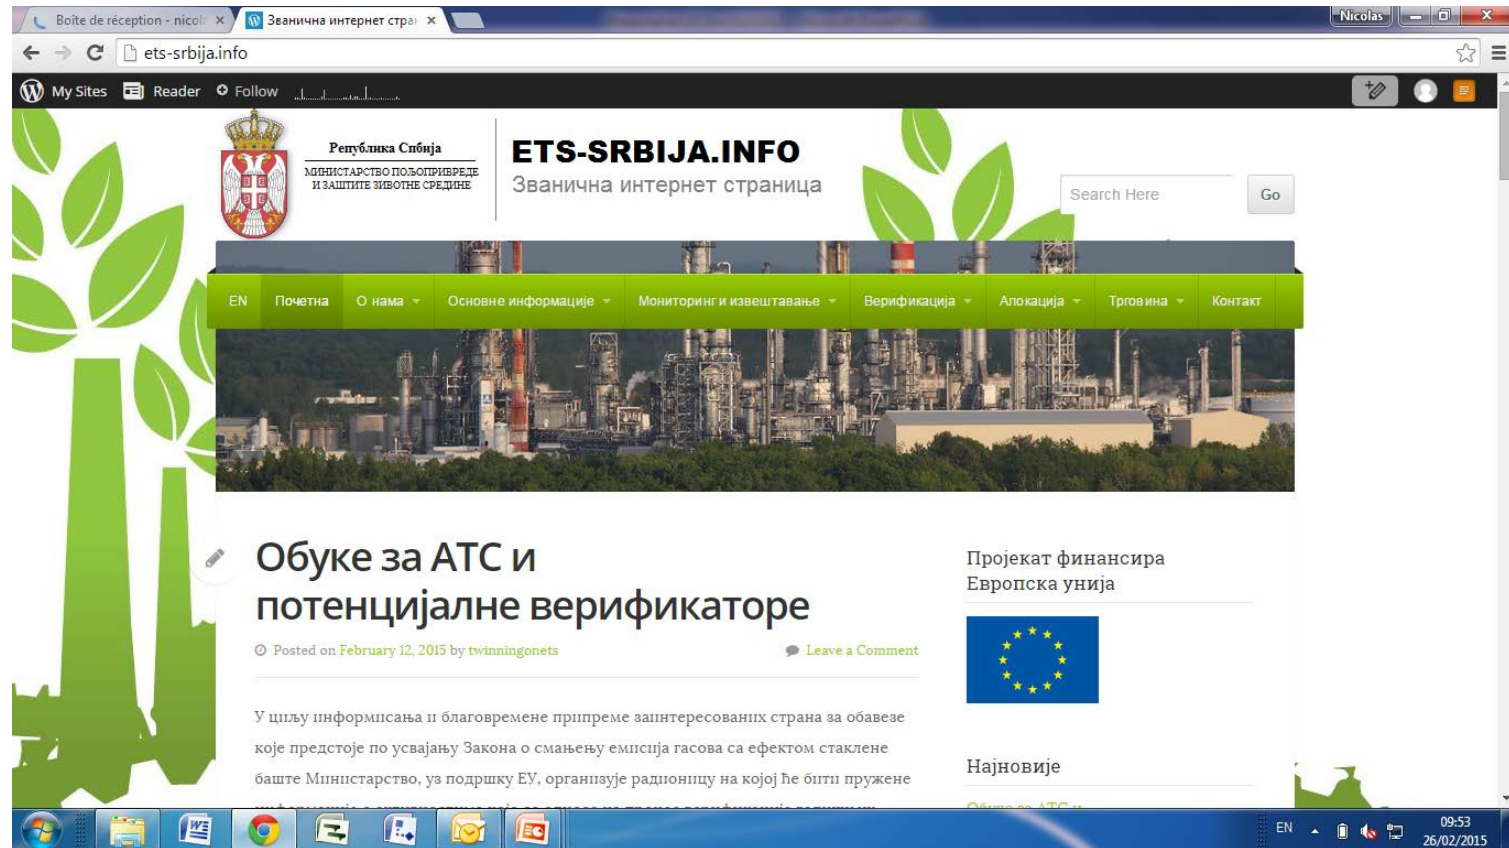 Boîte de réception - nicol
Званична интернет стра
Nicolas
ets-srbija.info
My Sites Reader Follow
Република Србија
МИНИСТАРСТВО ПОЉОПРИВРЕДЕ
И ЗАШТИТЕ ЗИВОТНЕ СРЕДИНЕ
ETS-SRBIJA.INFO
Званична интернет страница
Search Here Go
EN Почетна О нама Основне информације Мониторинг и извештавање Верификација Алокација Трговина Контакт
Обуке за АТС и
потенцијалне верификаторе
Posted on February 12, 2015 by twinningonets Leave a Comment
У циљу информисања и благовремене припреме заинтересованих страна за обавезе
које предстоје по усвајању Закона о смањењу емисија гасова са ефектом стаклене
баште Министарство, уз подршку ЕУ, организује радионицу на којој ће бити пружене
Пројекат финансира
Европска унија
Најновије
Обуке за АТС и
EN 09:53
26/02/2015